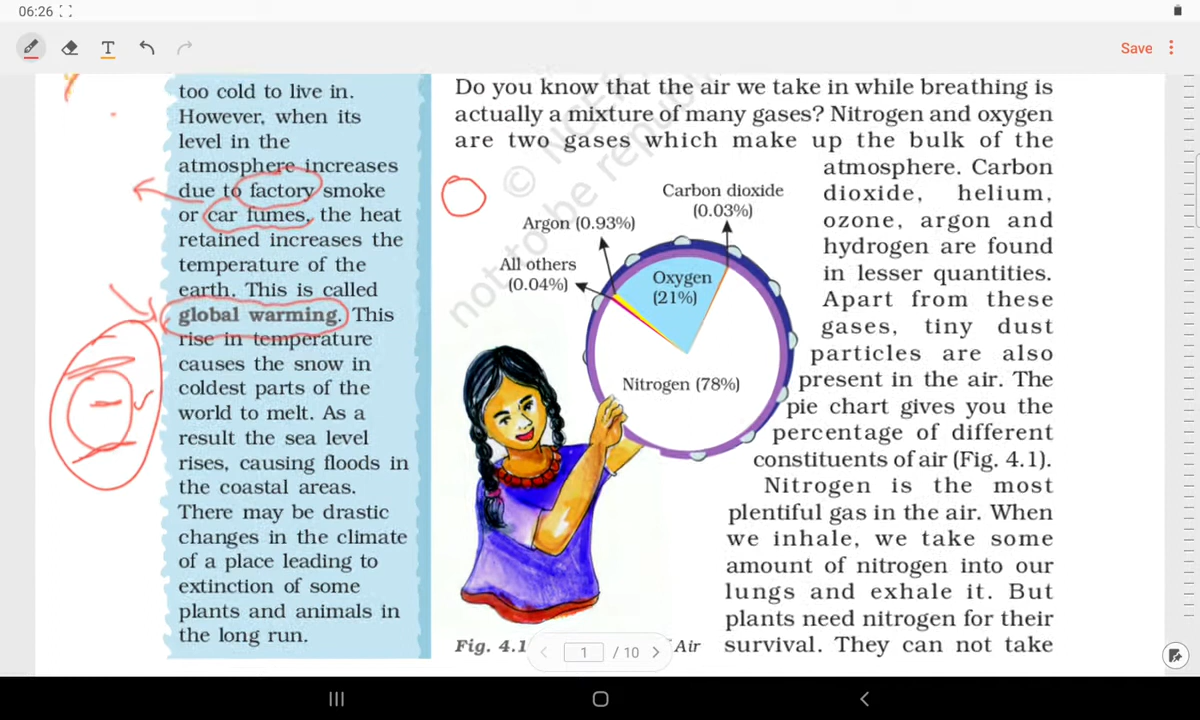 06:26
T
Save
too cold to live in.
However, when its
level in the
atmosphere increases
due to factory smoke
or car fumes, the heat
retained increases the
temperature of the
earth. This is called
global warming. This
rise in temperature
causes the snow in
coldest parts of the
world to melt. As a
result the sea level
rises, causing floods in
the coastal areas.
There may be drastic
changes in the climate
of a place leading to
extinction of some
plants and animals in
the long run.
Do you know that the air we take in while breathing is
actually a mixture of many gases? Nitrogen and oxygen
are two gases which make up the bulk of the
atmosphere. Carbon
dioxide, helium,
ozone, argon and
hydrogen are found
in lesser quantities.
Apart from these
gases, tiny dust
particles are also
present in the air. The
pie chart gives you the
percentage of different
constituents of air (Fig. 4.1).
Nitrogen is the most
plentiful gas in the air. When
we inhale, we take some
amount of nitrogen into our
lungs and exhale it. But
plants need nitrogen for their
survival. They can not take
Carbon dioxide
(0.03%)
Argon (0.93%)
All others
(0.04%)
Oxygen
(21%)
Nitrogen (78%)
Fig. 4.1
Air
1 / 10
© NCE
not to be repu